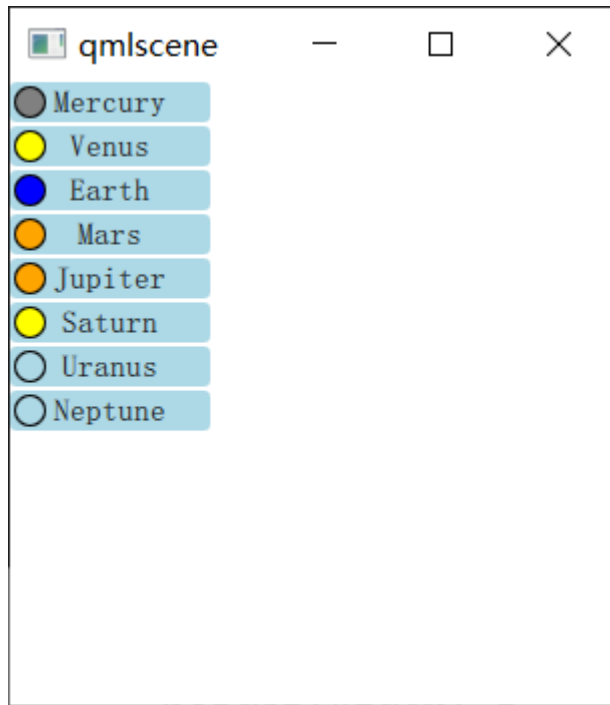 qmlscene
Mercury
Venus
Earth
Mars
Jupiter
Saturn
Uranus
Neptune